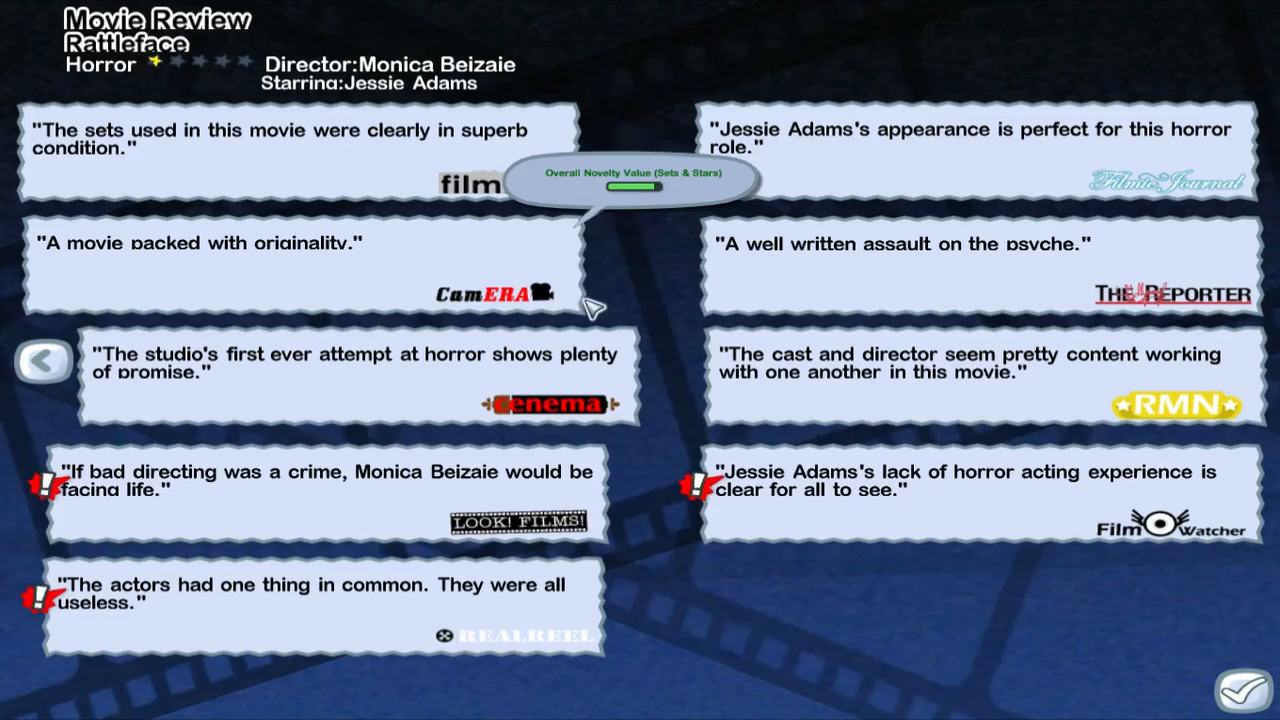 Movie Review
Rattleface
Horror
Director:Monica Beizaie
Starring:Jessie Adams
"The sets used in this movie were clearly in superb
condition."
film
"Jessie Adams's appearance is perfect for this horror
role."
Filmic Journal
Overall Novelty Value (Sets & Stars)
"A movie packed with originality."
CamERA
"A well written assault on the psyche."
THE REPORTER
"The studio's first ever attempt at horror shows plenty
of promise."
cenema
"The cast and director seem pretty content working
with one another in this movie."
RMN
"If bad directing was a crime, Monica Beizaie would be
facing life."
LOOK! FILMS!
"Jessie Adams's lack of horror acting experience is
clear for all to see."
Film Watcher
"The actors had one thing in common. They were all
useless."
REALREEL